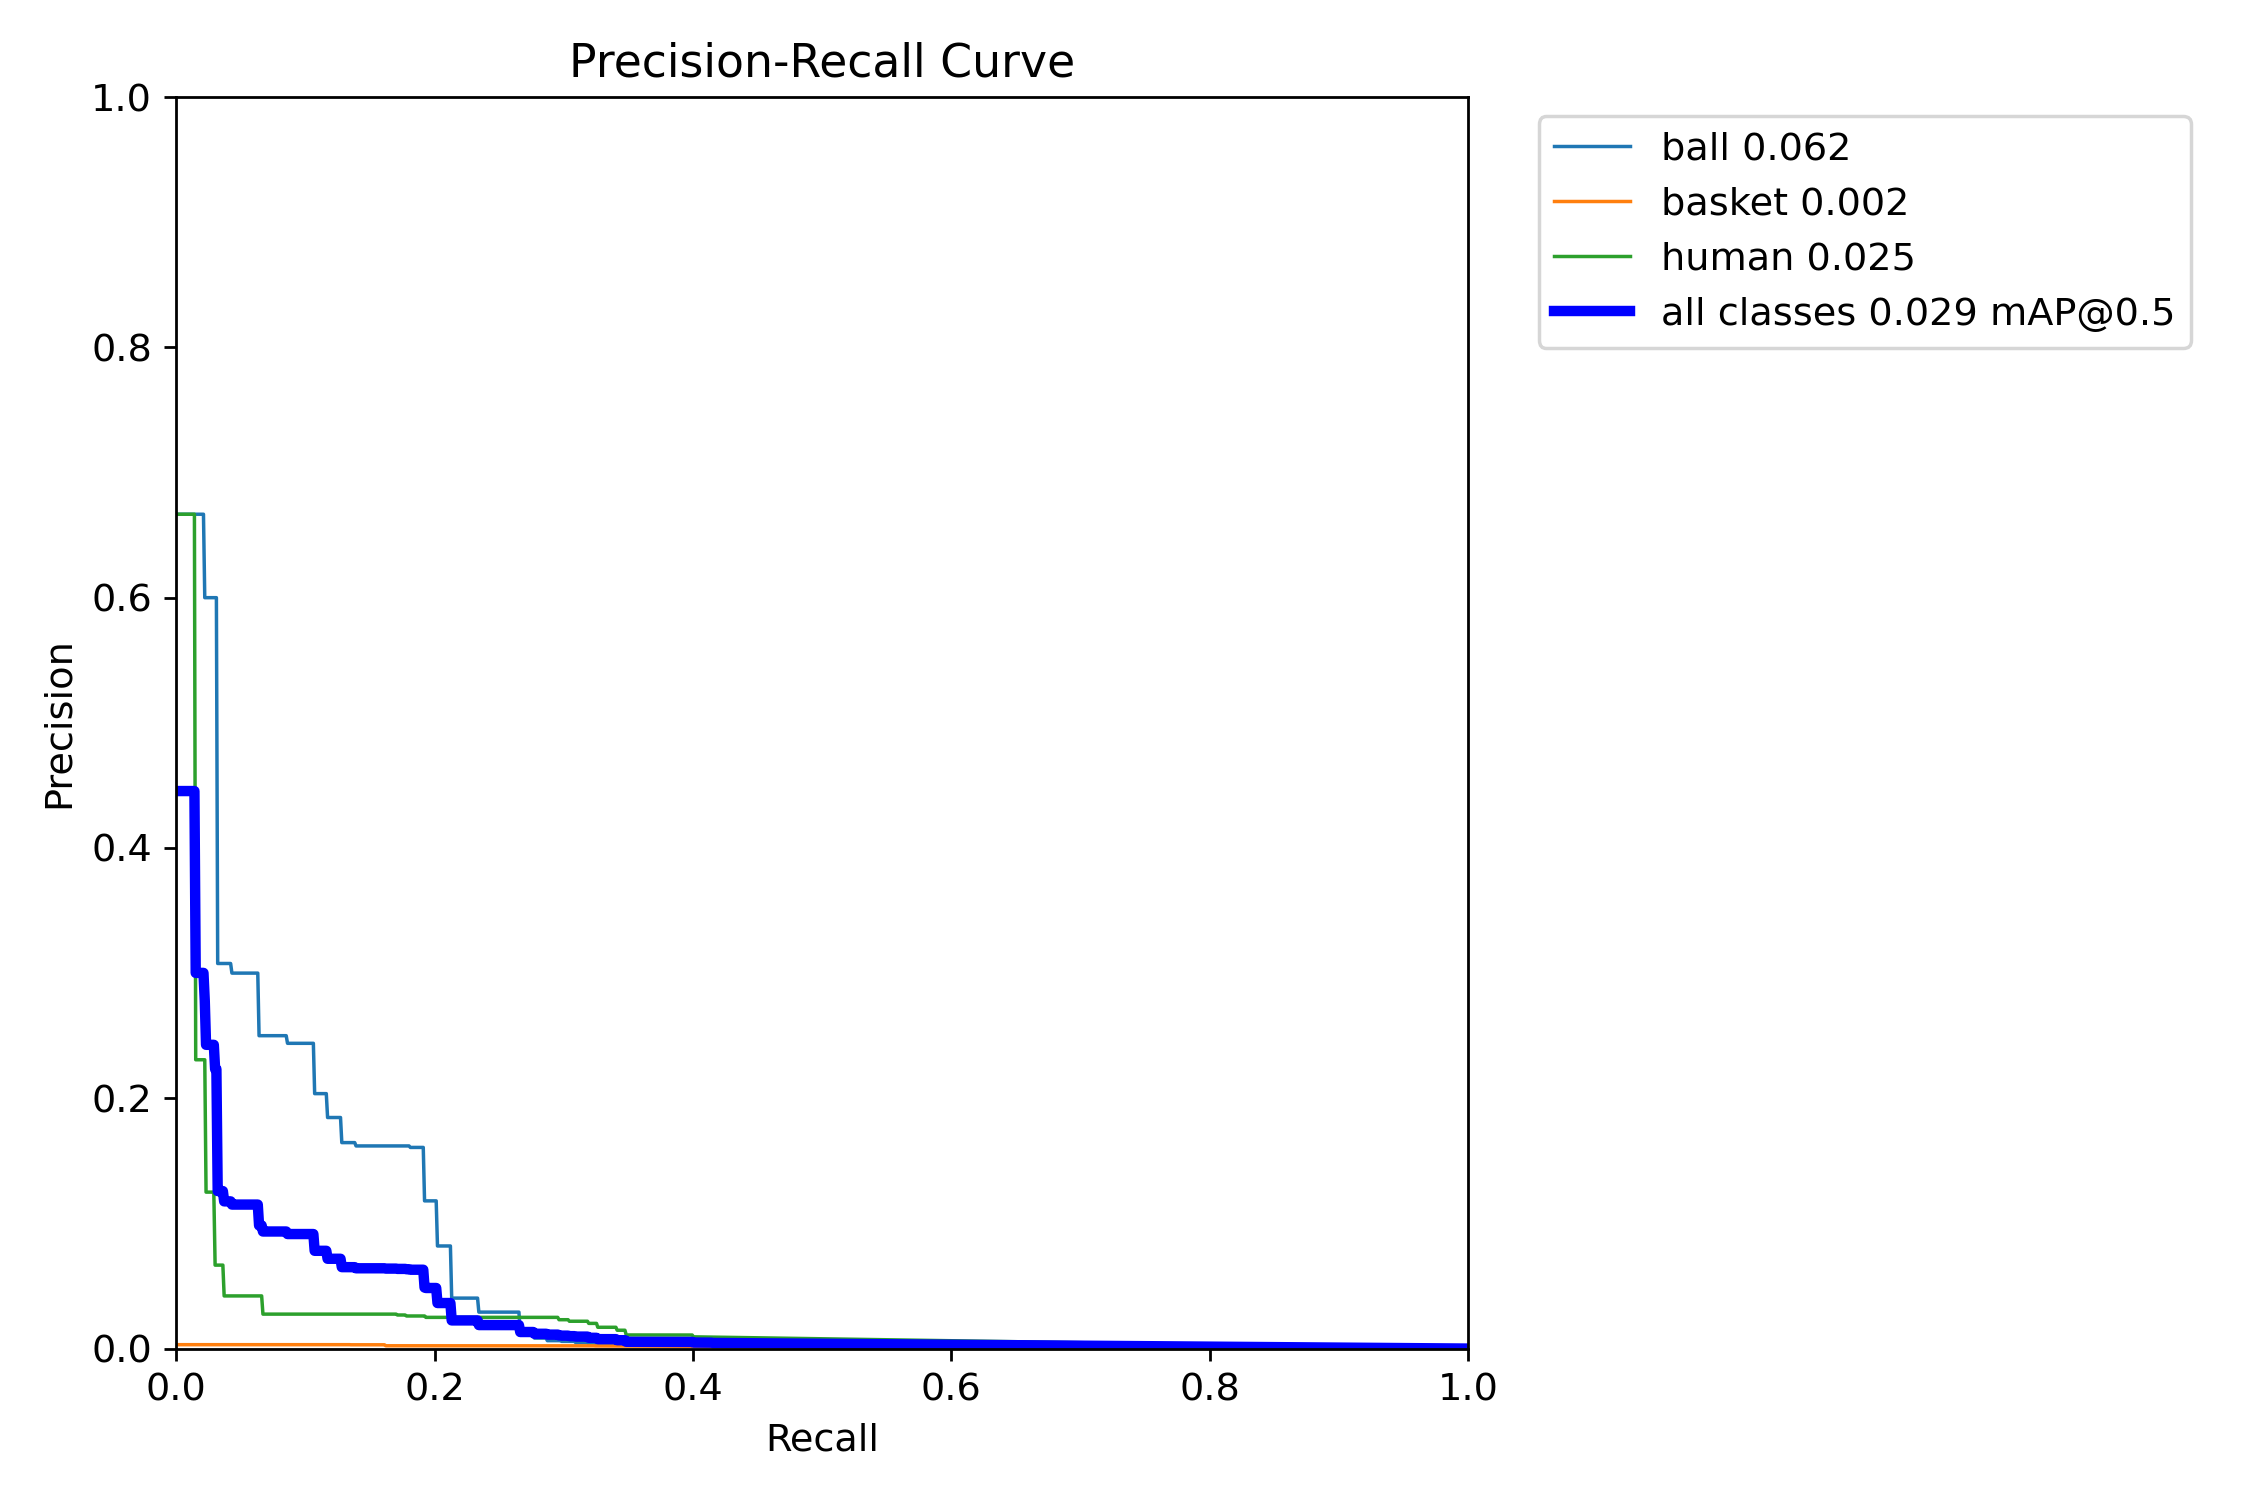 Precision-Recall Curve
1.0
0.8
0.6
0.4
0.2
0.0
Precision
0.0 0.2 0.4 0.6 0.8 1.0
Recall
ball 0.062
basket 0.002
human 0.025
all classes 0.029 mAP@0.5